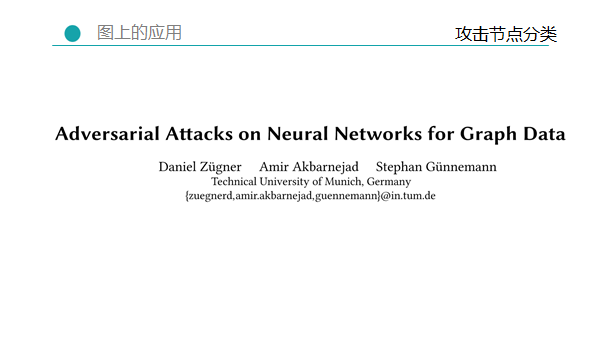 图上的应用
攻击节点分类
Adversarial Attacks on Neural Networks for Graph Data
Daniel Zügner Amir Akbarnejad Stephan Günnemann
Technical University of Munich, Germany
{zuegnerd,amir.akbarnejad,guennemann}@in.tum.de